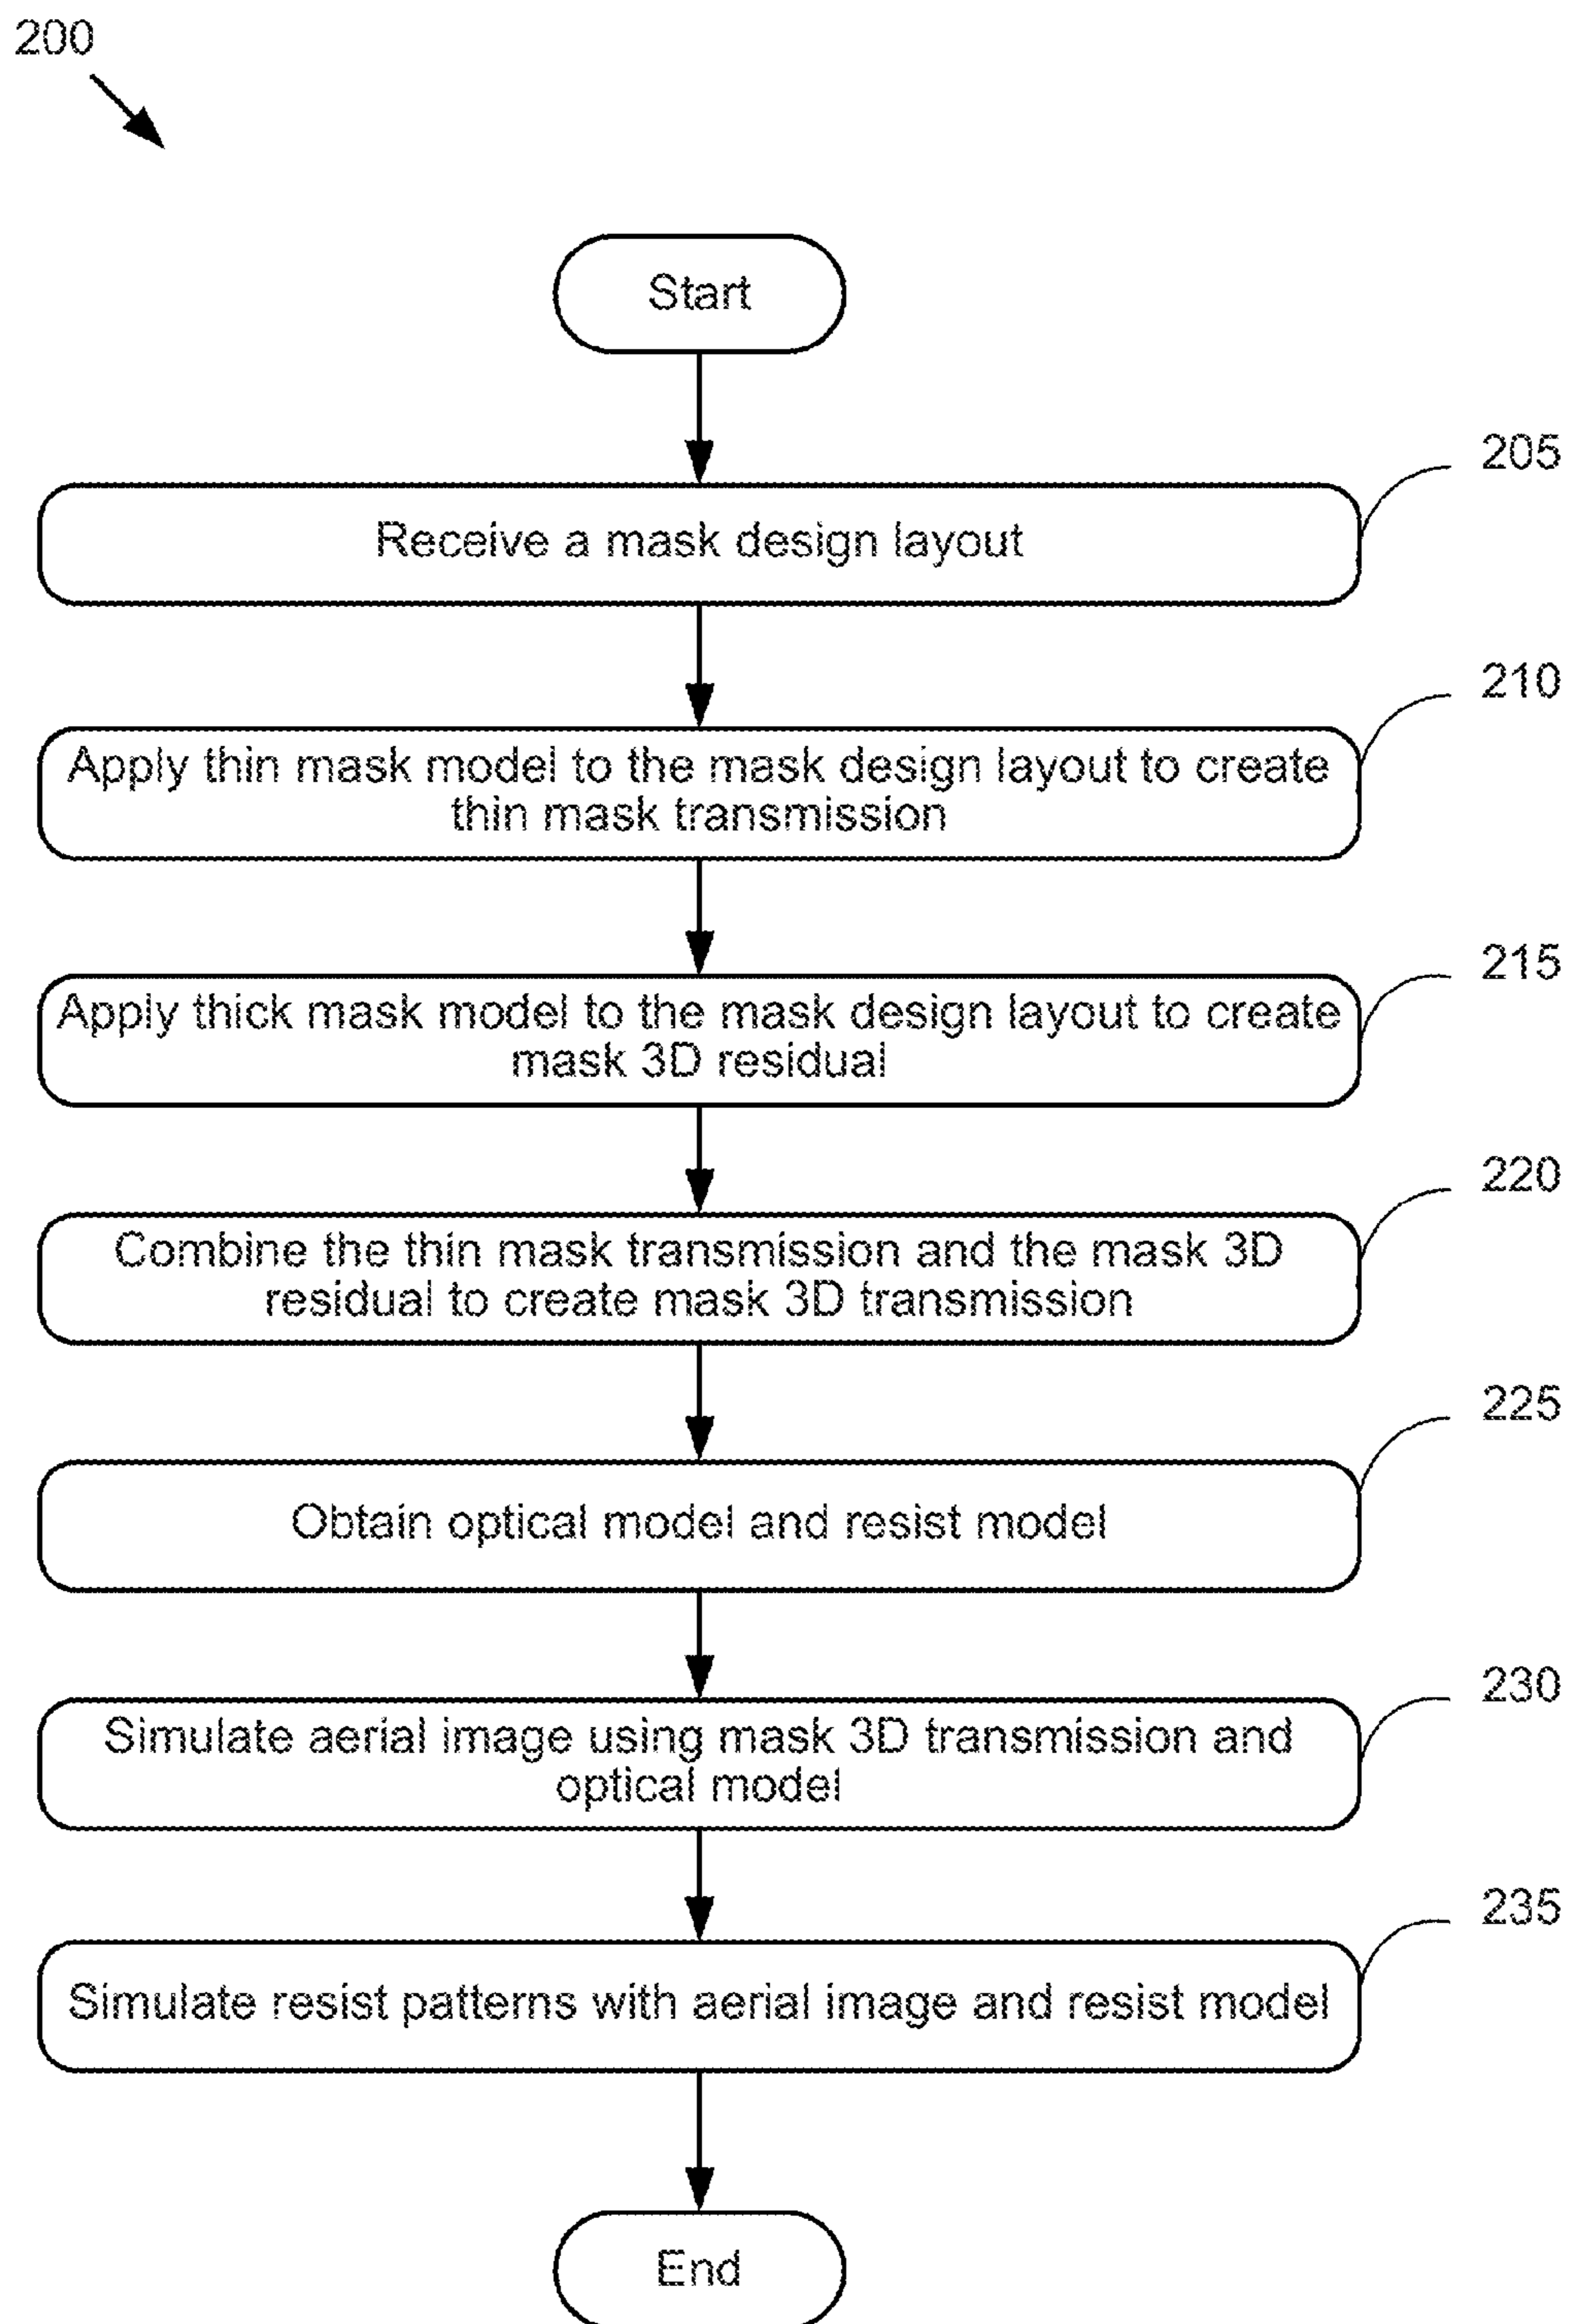 200
Start
205
Receive a mask design layout
210
Apply thin mask model to the mask design layout to create
thin mask transmission
215
Apply thick mask model to the mask design layout to create
mask 3D residual
220
Combine the thin mask transmission and the mask 3D
residual to create mask 3D transmission
225
Obtain optical model and resist model
230
Simulate aerial image using mask 3D transmission and
optical model
235
Simulate resist patterns with aerial image and resist model
End